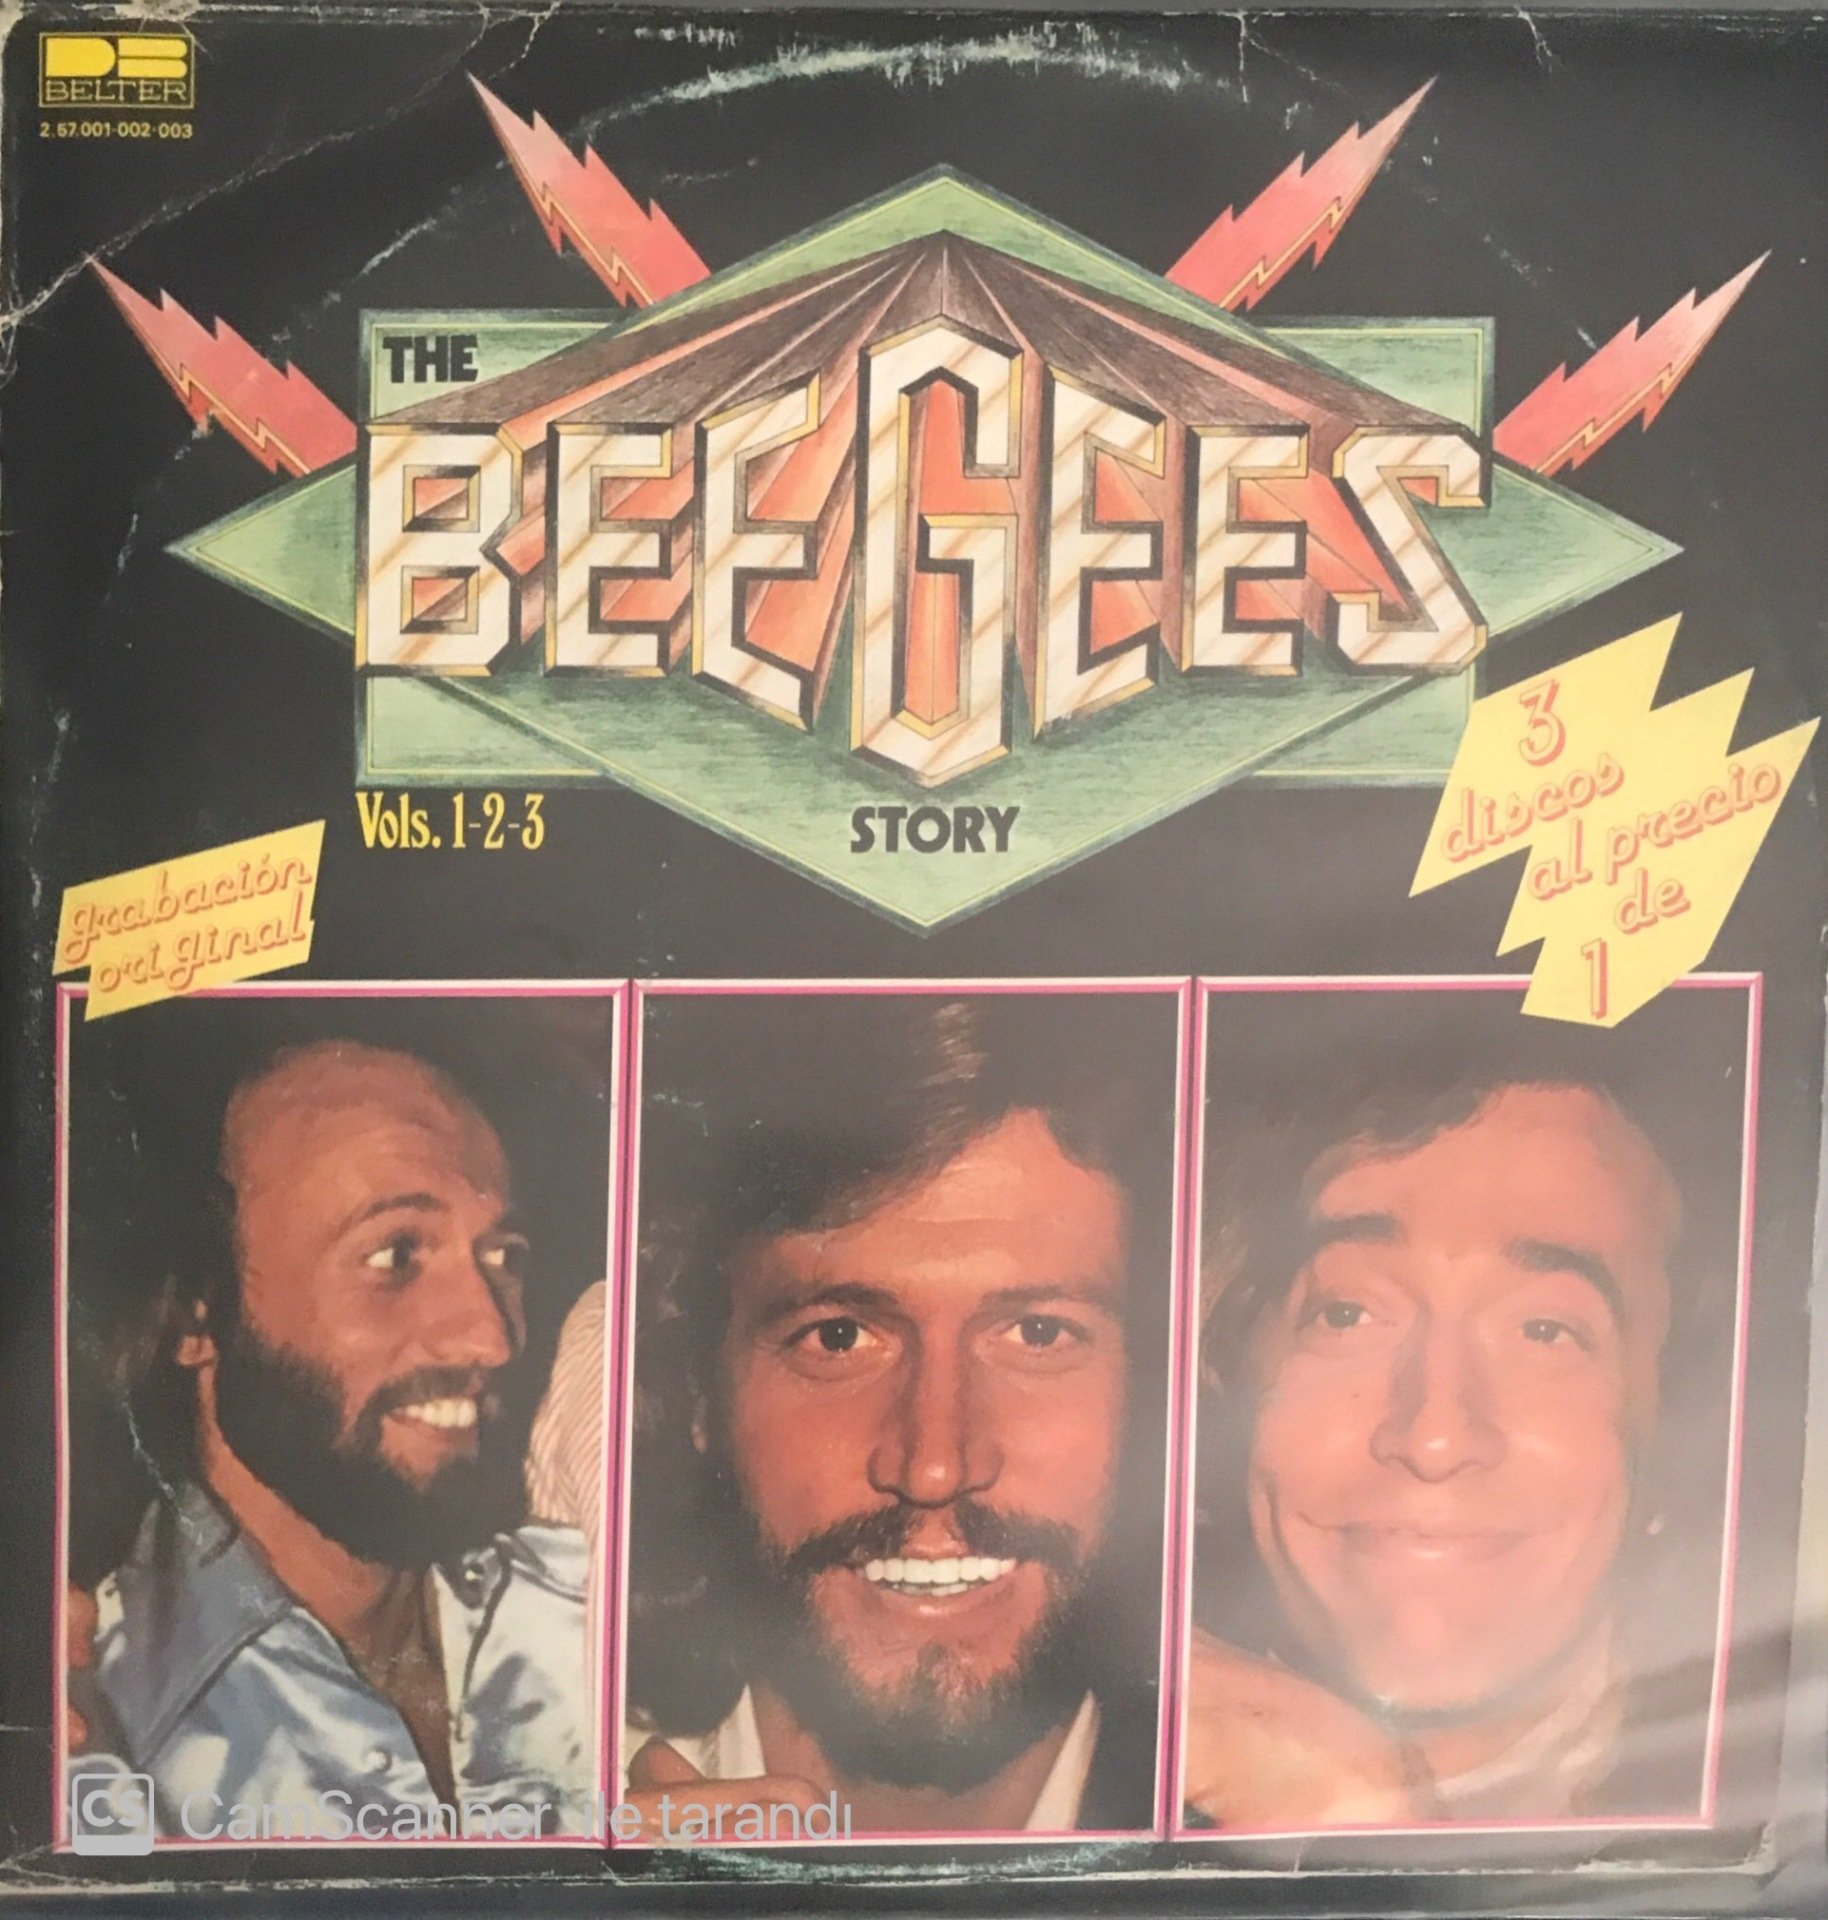 BELTER
2.57.001-002-003
THE
BEE GEES
Vols. 1-2-3
STORY
3
discos
al precio
de
1
grabación
original
CS CamScanner ile tarandı